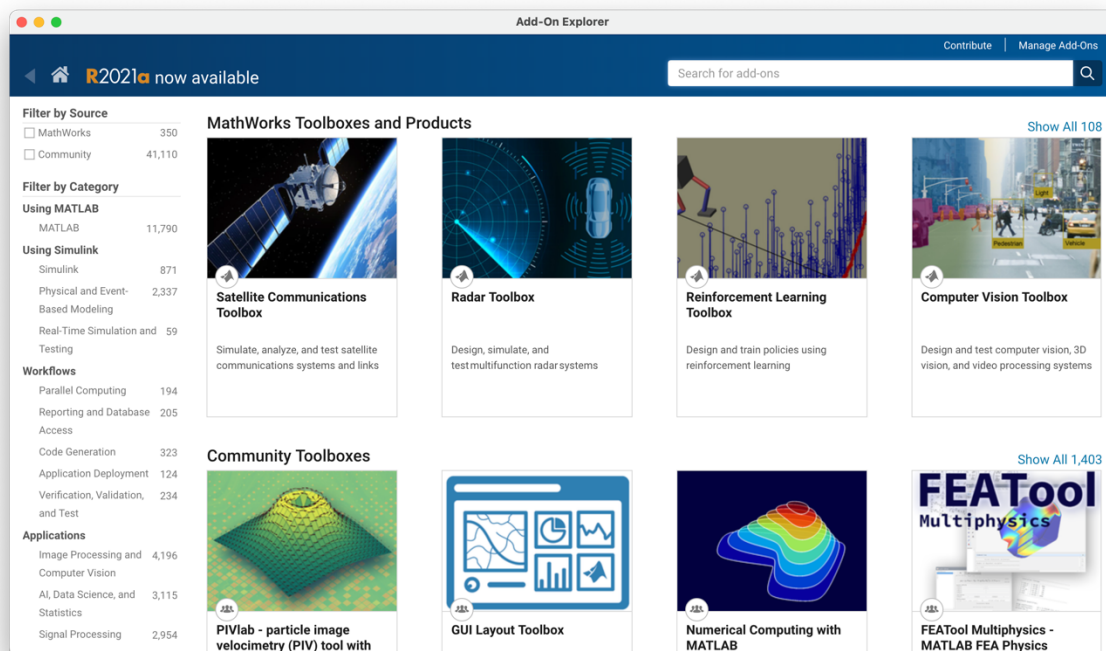 Add-On Explorer
Contribute Manage Add-Ons
R2021a now available
Search for add-ons
Filter by Source
MathWorks 350
Community 41,110
Filter by Category
Using MATLAB
MATLAB 11,790
Using Simulink
Simulink 871
Physical and Event- 2,337
Based Modeling
Real-Time Simulation and 59
Testing
Workflows
Parallel Computing 194
Reporting and Database 205
Access
Code Generation 323
Application Deployment 124
Verification, Validation, 234
and Test
Applications
Image Processing and 4,196
Computer Vision
AI, Data Science, and 3,115
Statistics
Signal Processing 2,954
MathWorks Toolboxes and Products
Show All 108
Satellite Communications
Toolbox
Simulate, analyze, and test satellite
communications systems and links
Radar Toolbox
Design, simulate, and
test multifunction radar systems
Reinforcement Learning
Toolbox
Design and train policies using
reinforcement learning
Light
Pedestrian
Vehicle
Computer Vision Toolbox
Design and test computer vision, 3D
vision, and video processing systems
Community Toolboxes
Show All 1,403
PIVlab - particle image
velocimetry (PIV) tool with
GUI Layout Toolbox
Numerical Computing with
MATLAB
FEATool
Multiphysics
FEATool Multiphysics -
MATLAB FEA Physics